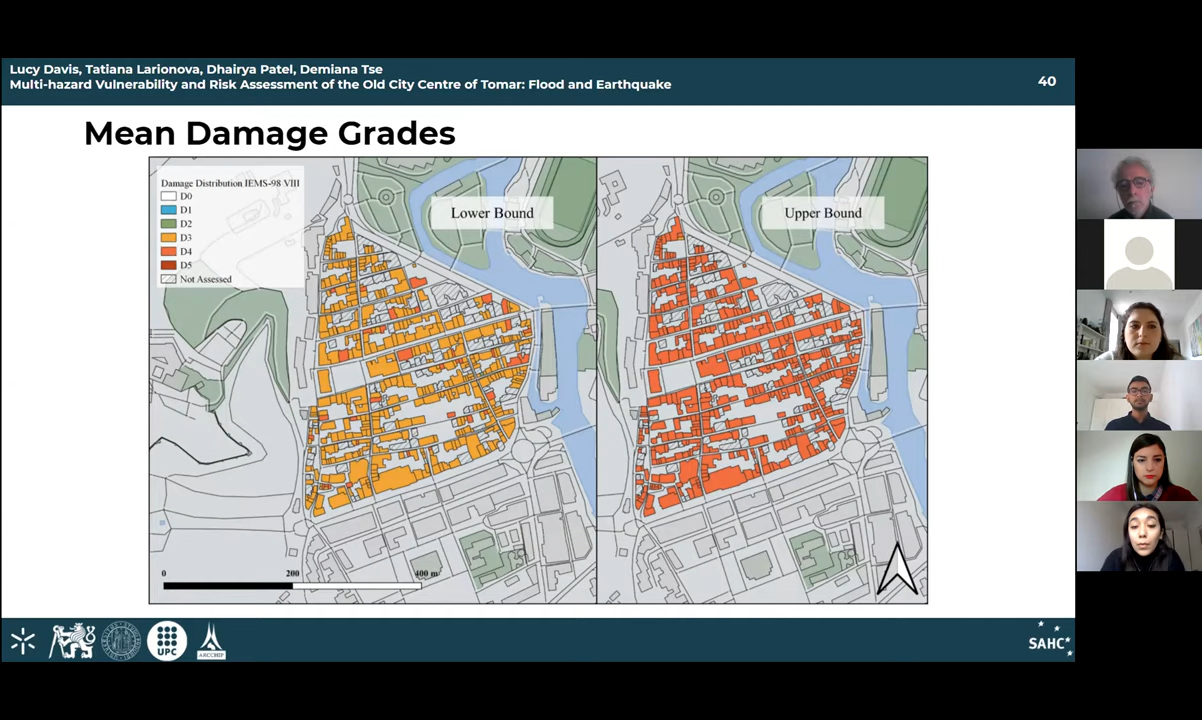 Lucy Davis, Tatiana Larionova, Dhairya Patel, Demiana Tse
Multi-hazard Vulnerability and Risk Assessment of the Old City Centre of Tomar: Flood and Earthquake
40
Mean Damage Grades
Damage Distribution IEMS-98 VIII
D0
D1
D2
D3
D4
D5
Not Assessed
Lower Bound
Upper Bound
0
200
400 m
UPC
ARCCHIP
SAHC